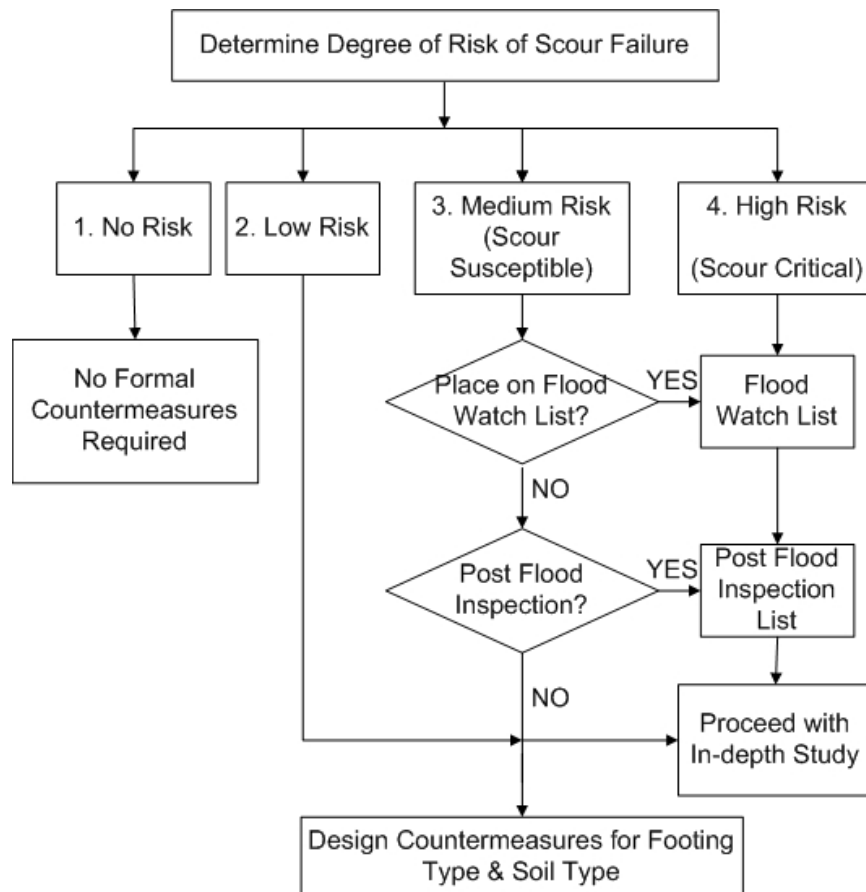 Determine Degree of Risk of Scour Failure
1. No Risk
2. Low Risk
3. Medium Risk
(Scour
Susceptible)
4. High Risk
(Scour Critical)
No Formal
Countermeasures
Required
Place on Flood
Watch List?
YES
Flood
Watch List
NO
Post Flood
Inspection?
YES
Post Flood
Inspection
List
NO
Proceed with
In-depth Study
Design Countermeasures for Footing
Type & Soil Type